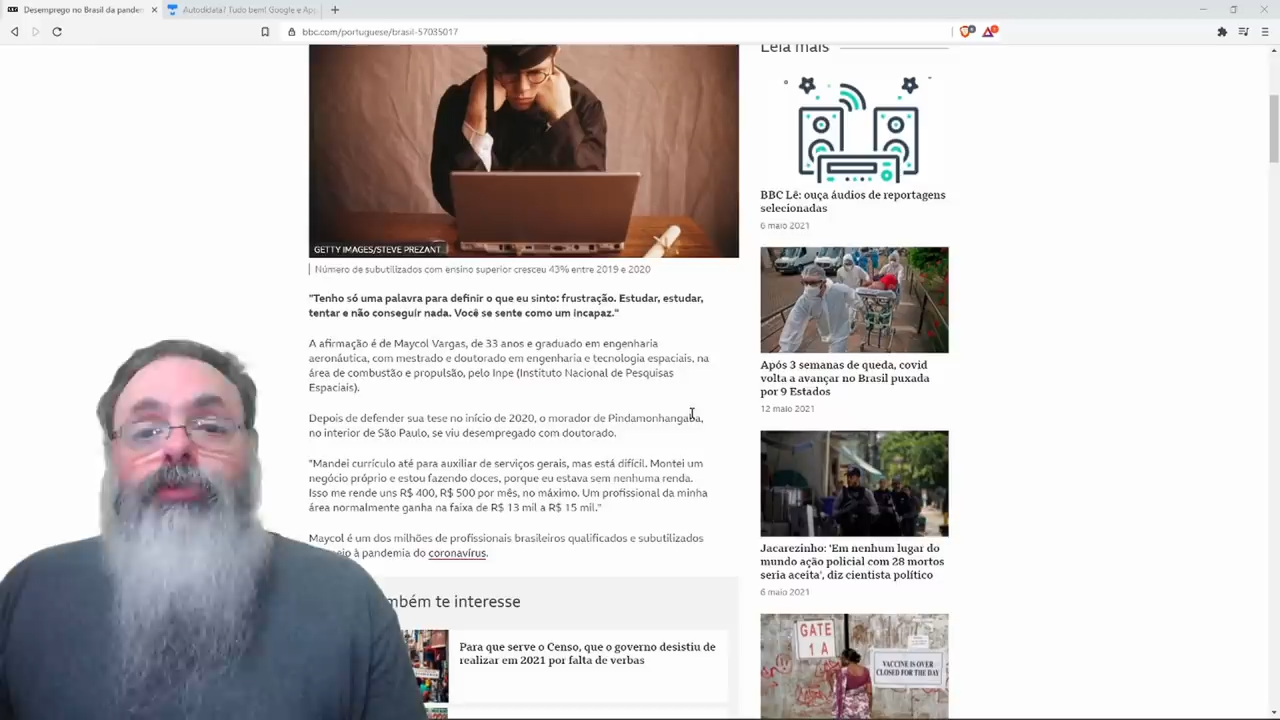 Desemprego no Brasil da pande
Autodidata! Tudo bem! Google e Ap
bbc.com/portuguese/brasil-57035017
GETTY IMAGES/STEVE PREZANT
Número de subutilizados com ensino superior cresceu 43% entre 2019 e 2020
"Tenho só uma palavra para definir o que eu sinto: frustração. Estudar, estudar,
tentar e não conseguir nada. Você se sente como um incapaz."
A afirmação é de Maycol Vargas, de 33 anos e graduado em engenharia
aeronáutica, com mestrado e doutorado em engenharia e tecnologia espaciais, na
área de combustão e propulsão, pelo Inpe (Instituto Nacional de Pesquisas
Espaciais).
Depois de defender sua tese no início de 2020, o morador de Pindamonhangaba,
no interior de São Paulo, se viu desempregado com doutorado.
"Mandei currículo até para auxiliar de serviços gerais, mas está difícil. Montei um
negócio próprio e estou fazendo doces, porque eu estava sem nenhuma renda.
Isso me rende uns R$ 400, R$ 500 por mês, no máximo. Um profissional da minha
área normalmente ganha na faixa de R$ 13 mil a R$ 15 mil."
Maycol é um dos milhões de profissionais brasileiros qualificados e subutilizados
à pandemia do coronavírus.
mbém te interesse
Para que serve o Censo, que o governo desistiu de
realizar em 2021 por falta de verbas
Leia mais
BBC Lê: ouça áudios de reportagens
selecionadas
6 maio 2021
Após 3 semanas de queda, covid
volta a avançar no Brasil puxada
por 9 Estados
12 maio 2021
Jacarezinho: 'Em nenhum lugar do
mundo ação policial com 28 mortos
seria aceita', diz cientista político
6 maio 2021
GATE
1 A
VACCINE IS OVER
CLOSED FOR THE DAY